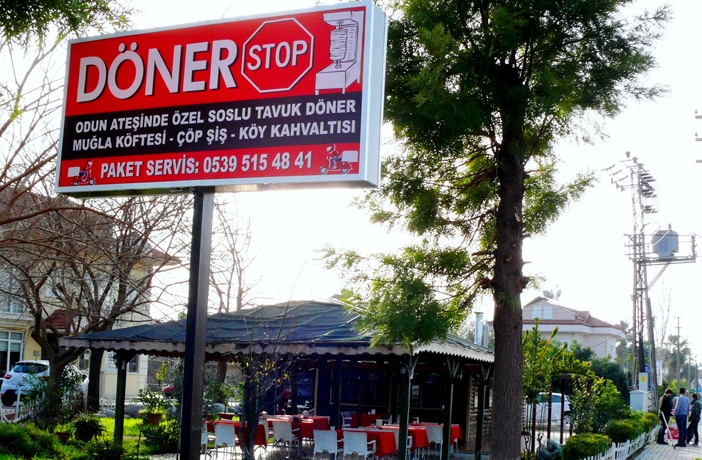 DÖNER STOP
ODUN ATEŞİNDE ÖZEL SOSLU TAVUK DÖNER
MUĞLA KÖFTESİ - ÇÖP ŞİŞ - KÖY KAHVALTISI
PAKET SERVİS: 0539 515 48 41